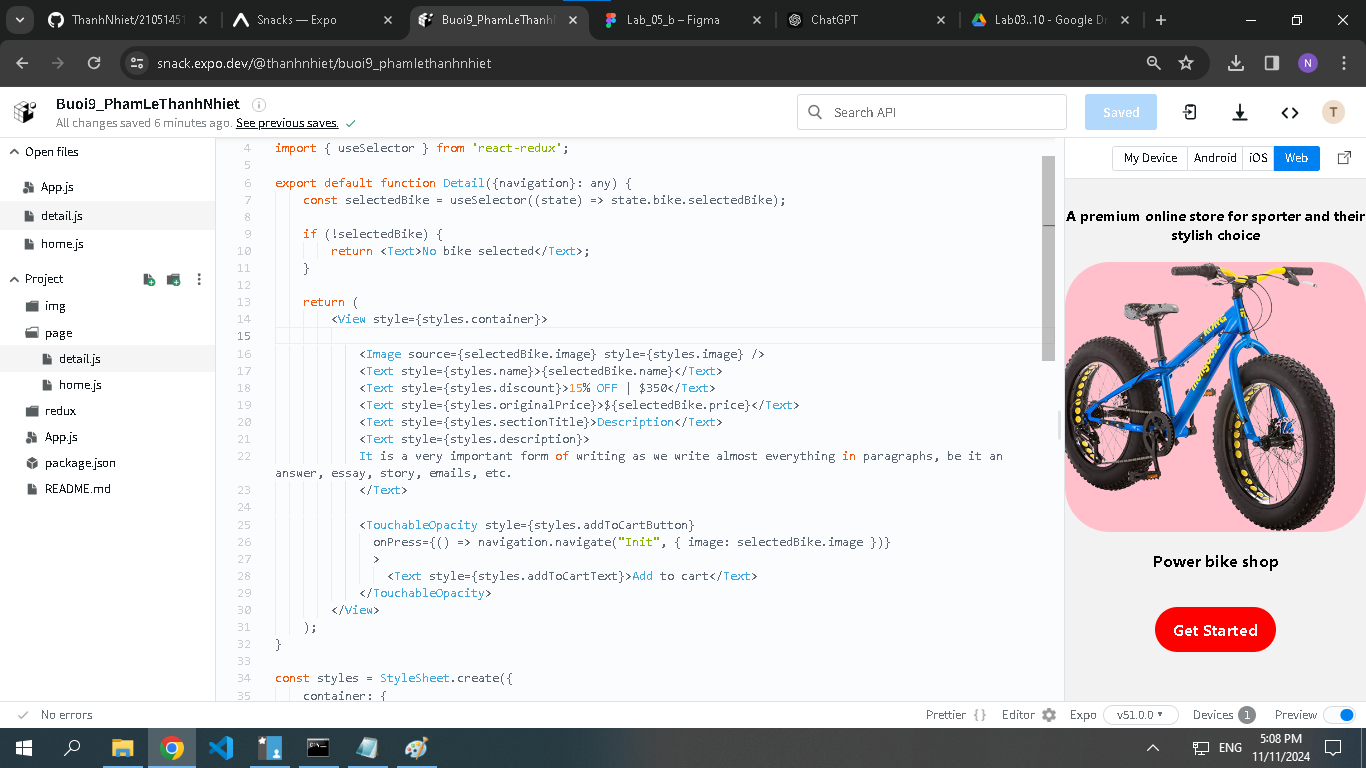 ThanhNhiet/21051451
Snacks — Expo
Buoi9_PhamLeThanhN
Lab_05_b – Figma
ChatGPT
Lab03..10 - Google Dr
snack.expo.dev/@thanhnhiet/buoi9_phamlethanhnhiet
N
Buoi9_PhamLeThanhNhiet
All changes saved 6 minutes ago. See previous saves.
Search API
Saved
T
Open files
App.js
detail.js
home.js
Project
img
page
detail.js
home.js
redux
App.js
package.json
README.md
4 import { useSelector } from 'react-redux';
5
6 export default function Detail({navigation}: any) {
7 const selectedBike = useSelector((state) => state.bike.selectedBike);
8
9 if (!selectedBike) {
10 return <Text>No bike selected</Text>;
11 }
12
13 return (
14 <View style={styles.container}>
15
16 <Image source={selectedBike.image} style={styles.image} />
17 <Text style={styles.name}>{selectedBike.name}</Text>
18 <Text style={styles.discount}>15% OFF | $350</Text>
19 <Text style={styles.originalPrice}>${selectedBike.price}</Text>
20 <Text style={styles.sectionTitle}>Description</Text>
21 <Text style={styles.description}>
22 It is a very important form of writing as we write almost everything in paragraphs, be it an
answer, essay, story, emails, etc.
23 </Text>
24
25 <TouchableOpacity style={styles.addToCartButton}
26 onPress={() => navigation.navigate("Init", { image: selectedBike.image })}
27 >
28 <Text style={styles.addToCartText}>Add to cart</Text>
29 </TouchableOpacity>
30 </View>
31 );
32 }
33
34 const styles = StyleSheet.create({
35 container: {
My Device
Android
iOS
Web
A premium online store for sporter and their
stylish choice
mongoose
KONG
Power bike shop
Get Started
No errors
Prettier { }
Editor
Expo
v51.0.0
Devices 1
Preview
ENG
5:08 PM
11/11/2024